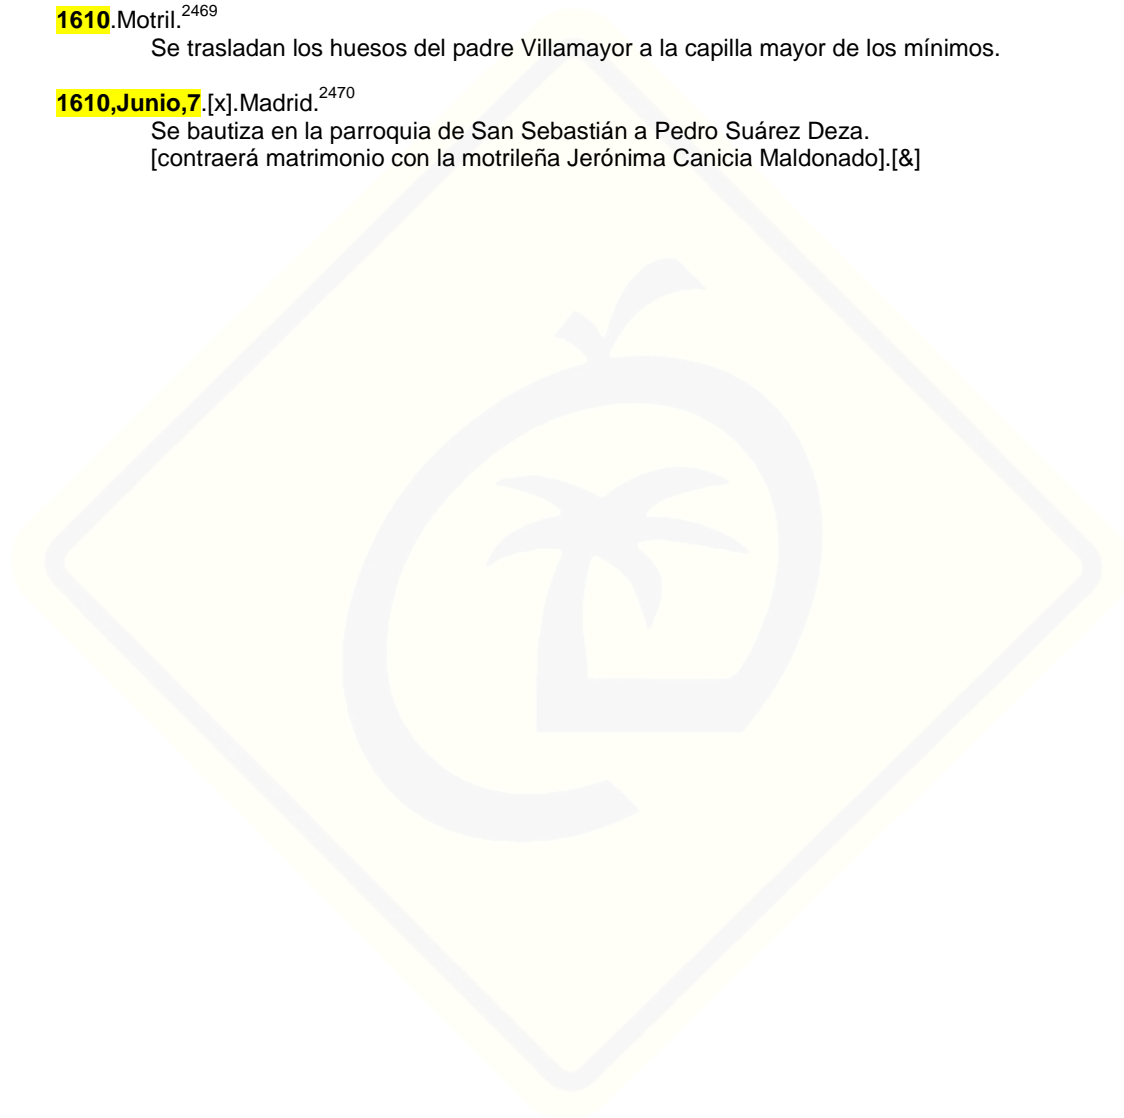 1610.Motril.2469
Se trasladan los huesos del padre Villamayor a la capilla mayor de los mínimos.
1610,Junio,7.[x].Madrid.2470
Se bautiza en la parroquia de San Sebastián a Pedro Suárez Deza.
[contraerá matrimonio con la motrileña Jerónima Canicia Maldonado].[&]